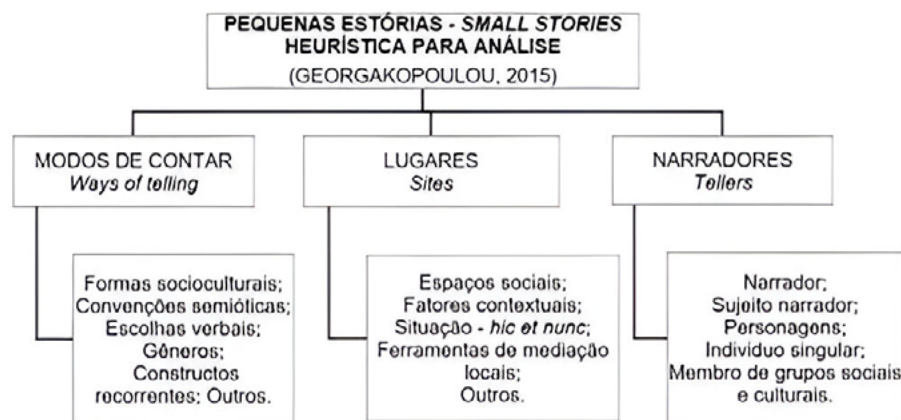 PEQUENAS ESTÓRIAS - SMALL STORIES
HEURÍSTICA PARA ANÁLISE
(GEORGAKOPOULOU, 2015)
MODOS DE CONTAR
Ways of telling
LUGARES
Sites
NARRADORES
Tellers
Formas socioculturais;
Convenções semióticas;
Escolhas verbais;
Gêneros;
Constructos
recorrentes; Outros.
Espaços sociais;
Fatores contextuais;
Situação - hic et nunc;
Ferramentas de mediação
locais;
Outros.
Narrador;
Sujeito narrador;
Personagens;
Indivíduo singular;
Membro de grupos sociais
e culturais.